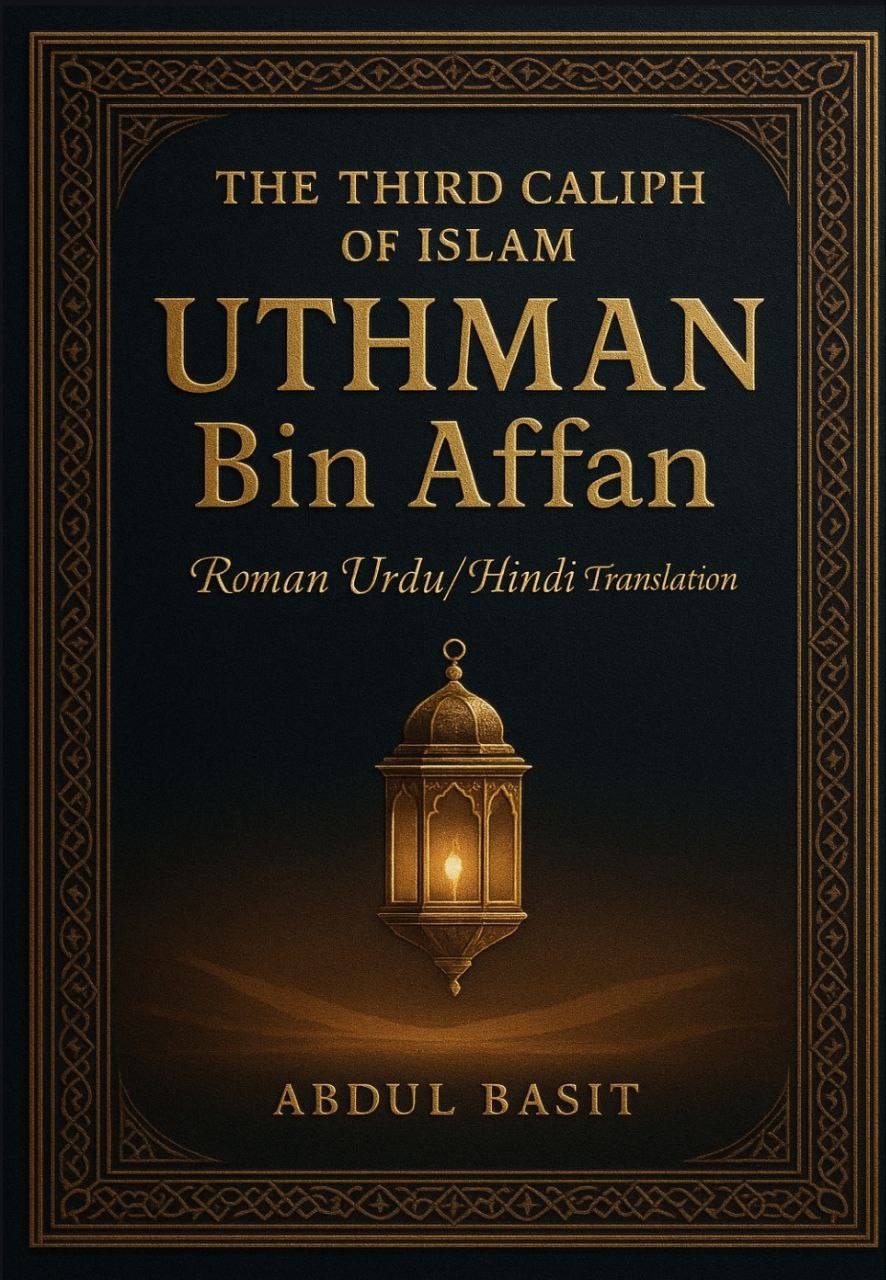 THE THIRD CALIPH
OF ISLAM
UTHMAN
Bin Affan
Roman Urdu/Hindi Translation
ABDUL BASIT